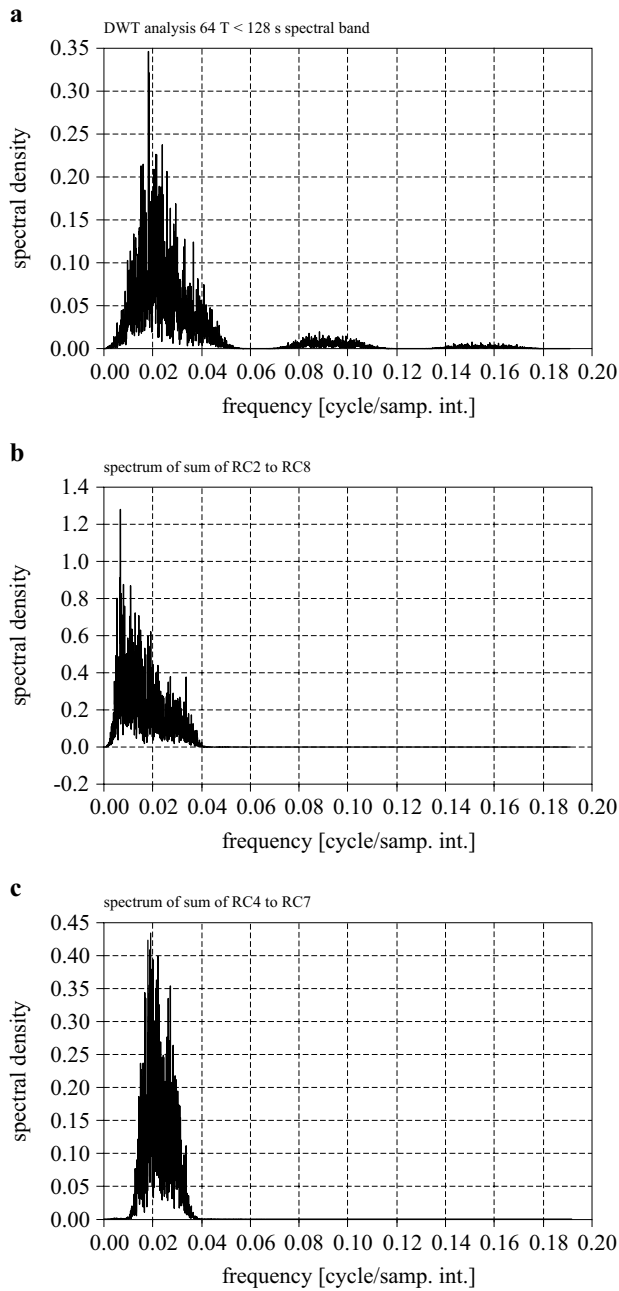 a
DWT analysis 64 T < 128 s spectral band
0.35
0.30
0.25
0.20
0.15
0.10
0.05
0.00
spectral density
0.00 0.02 0.04 0.06 0.08 0.10 0.12 0.14 0.16 0.18 0.20
frequency [cycle/samp. int.]
b
spectrum of sum of RC2 to RC8
1.4
1.2
1.0
0.8
0.6
0.4
0.2
0.0
-0.2
spectral density
0.00 0.02 0.04 0.06 0.08 0.10 0.12 0.14 0.16 0.18 0.20
frequency [cycle/samp. int.]
c
spectrum of sum of RC4 to RC7
0.45
0.40
0.35
0.30
0.25
0.20
0.15
0.10
0.05
0.00
spectral density
0.00 0.02 0.04 0.06 0.08 0.10 0.12 0.14 0.16 0.18 0.20
frequency [cycle/samp. int.]